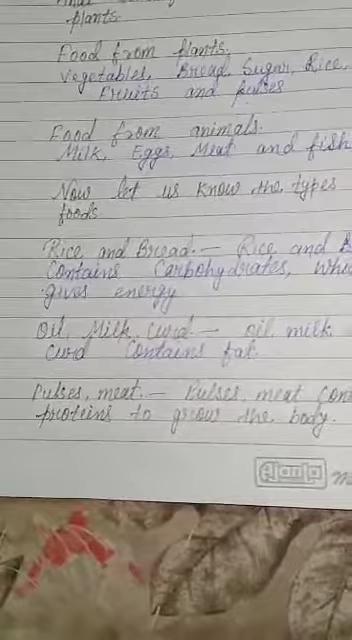 plants.
Food from plants.
Vegetables, Bread, Sugar, Rice,
Fruits and pulses
Food from animals.
Milk, Eggs, Meat and fish
Now let us know the types
foods
Rice and Bread. — Rice and
Contains Carbohydrates,
gives energy
Oil, Milk, Curd — oil, milk
curd contains fat.
Pulses, meat. — Pulses, meat
proteins to grow the body.